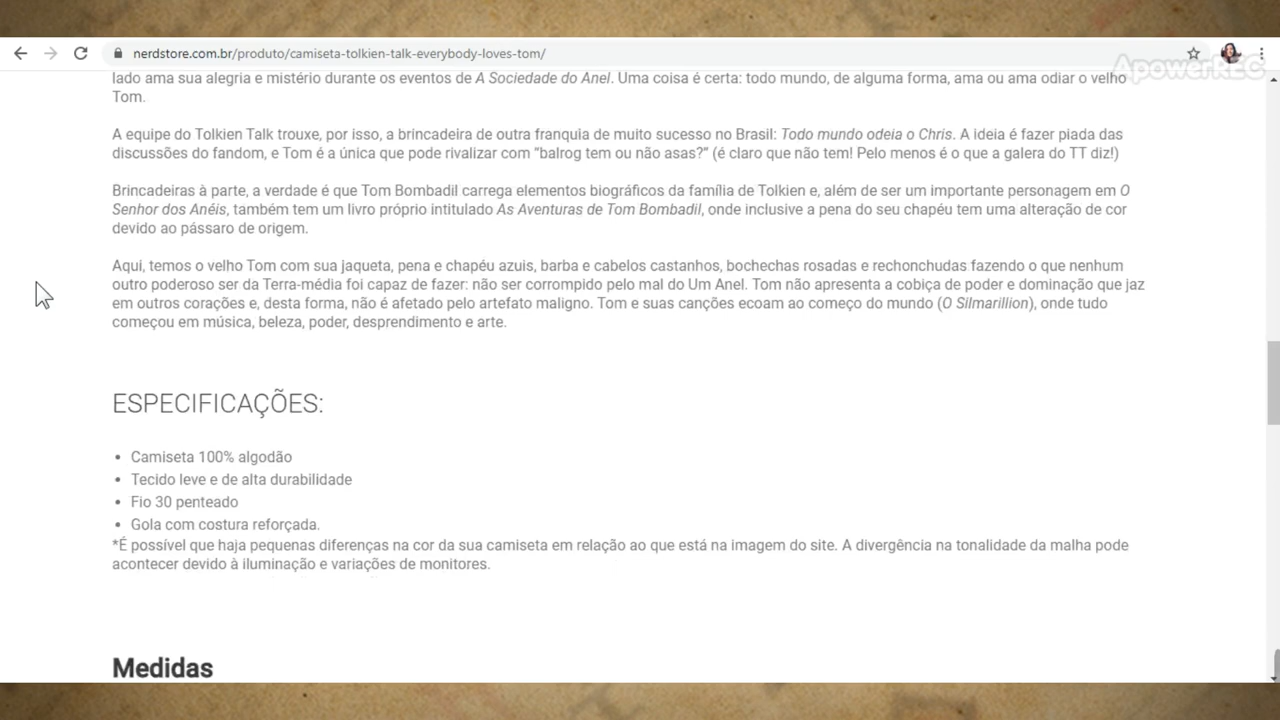 nerdstore.com.br/produto/camiseta-tolkien-talk-everybody-loves-tom/
ApowerREC
lado ama sua alegria e mistério durante os eventos de A Sociedade do Anel. Uma coisa é certa: todo mundo, de alguma forma, ama ou ama odiar o velho
Tom.
A equipe do Tolkien Talk trouxe, por isso, a brincadeira de outra franquia de muito sucesso no Brasil: Todo mundo odeia o Chris. A ideia é fazer piada das
discussões do fandom, e Tom é a única que pode rivalizar com “balrog tem ou não asas?“ (é claro que não tem! Pelo menos é o que a galera do TT diz!)
Brincadeiras à parte, a verdade é que Tom Bombadil carrega elementos biográficos da família de Tolkien e, além de ser um importante personagem em O
Senhor dos Anéis, também tem um livro próprio intitulado As Aventuras de Tom Bombadil, onde inclusive a pena do seu chapéu tem uma alteração de cor
devido ao pássaro de origem.
Aqui, temos o velho Tom com sua jaqueta, pena e chapéu azuis, barba e cabelos castanhos, bochechas rosadas e rechonchudas fazendo o que nenhum
outro poderoso ser da Terra-média foi capaz de fazer: não ser corrompido pelo mal do Um Anel. Tom não apresenta a cobiça de poder e dominação que jaz
em outros corações e, desta forma, não é afetado pelo artefato maligno. Tom e suas canções ecoam ao começo do mundo (O Silmarillion), onde tudo
começou em música, beleza, poder, desprendimento e arte.
ESPECIFICAÇÕES:
• Camiseta 100% algodão
• Tecido leve e de alta durabilidade
• Fio 30 penteado
• Gola com costura reforçada.
*É possível que haja pequenas diferenças na cor da sua camiseta em relação ao que está na imagem do site. A divergência na tonalidade da malha pode
acontecer devido à iluminação e variações de monitores.
Medidas